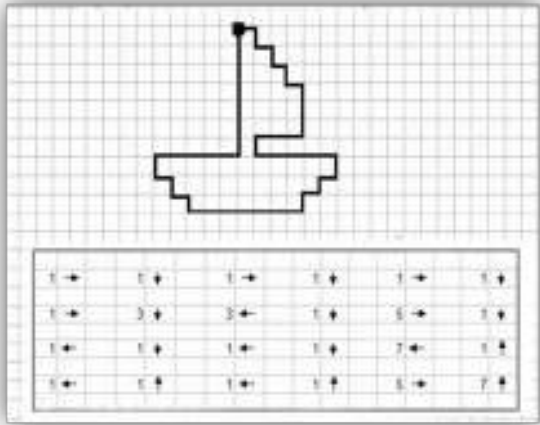 1 → 1 ↓ 1 → 1 ↓ 1 → 1 ↓
1 → 3 ↓ 3 ← 1 ↓ 5 → 1 ↓
1 ← 1 ↓ 1 ← 1 ↓ 7 ← 1 ↑
1 ← 1 ↑ 1 ← 1 ↑ 5 → 7 ↑